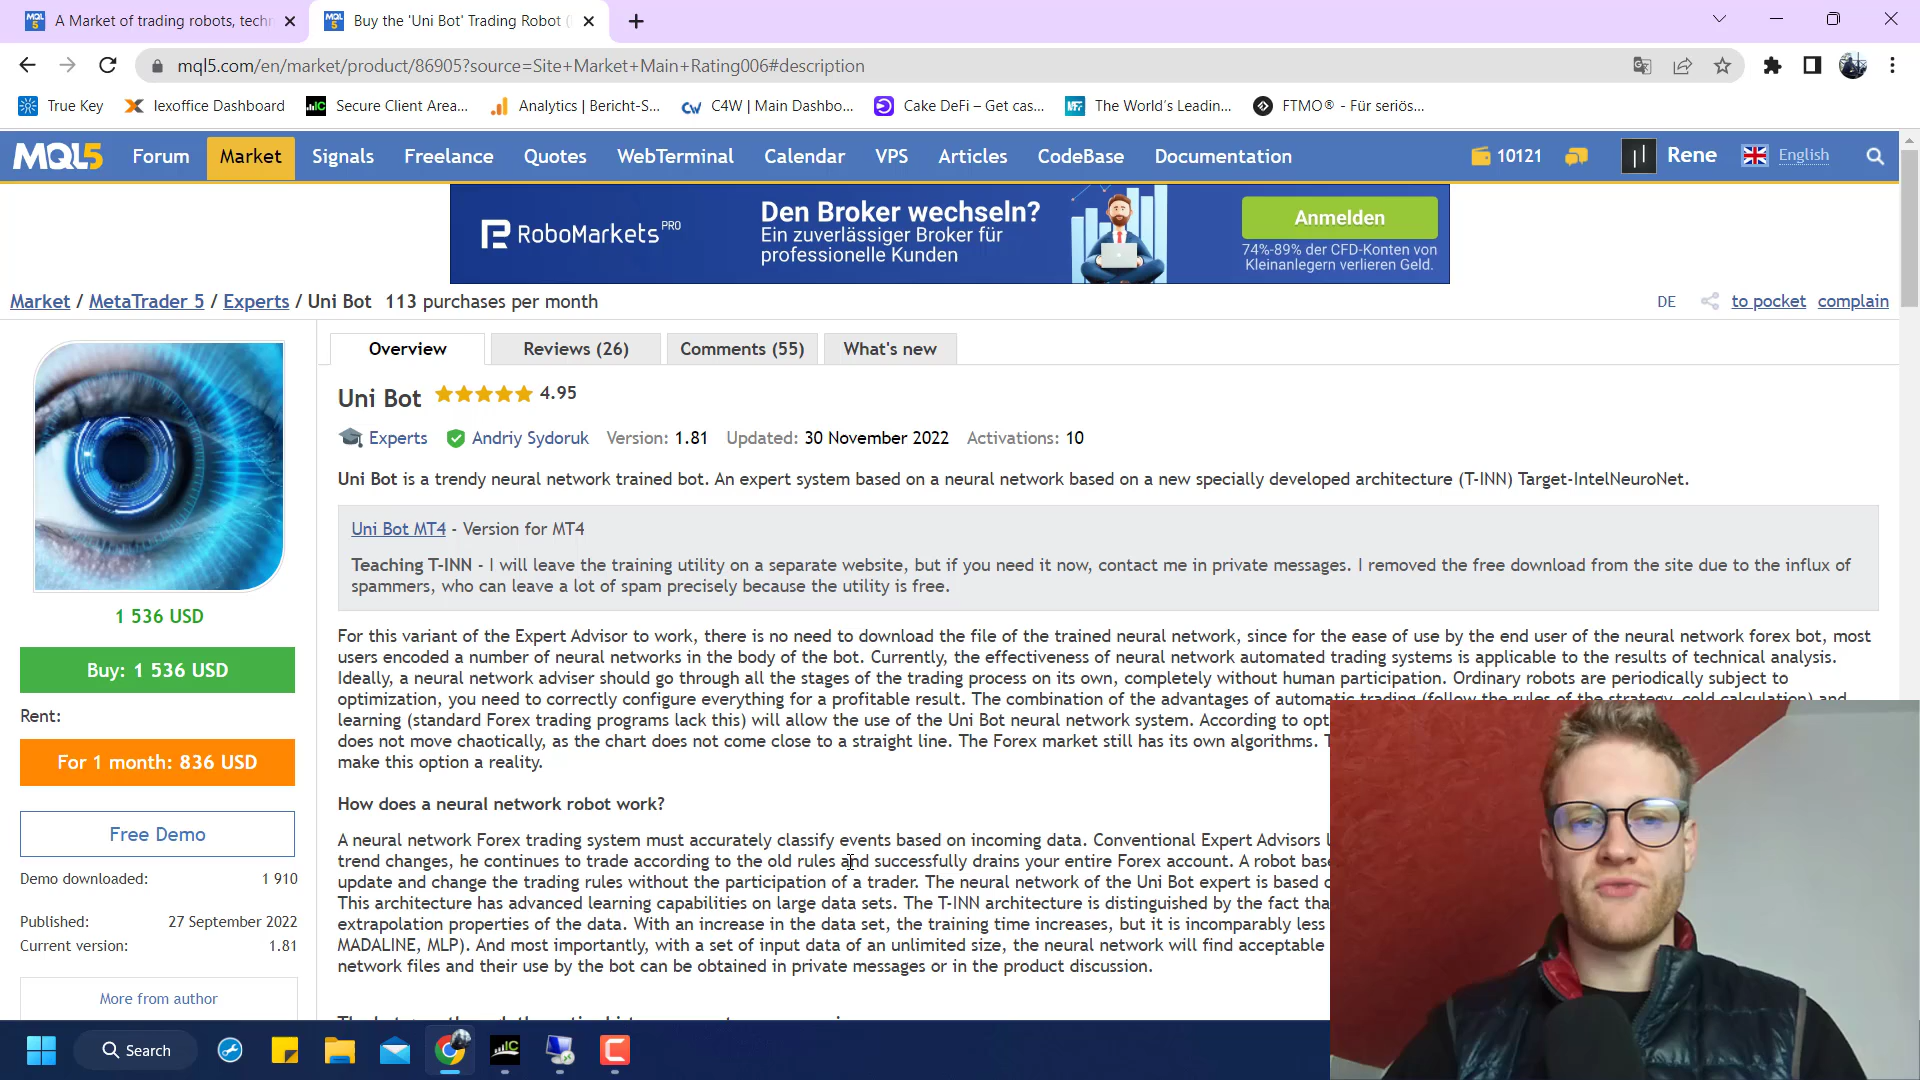 A Market of trading robots, techn
Buy the 'Uni Bot' Trading Robot (
mql5.com/en/market/product/86905?source=Site+Market+Main+Rating006#description
True Key
lexoffice Dashboard
Secure Client Area...
Analytics | Bericht-S...
C4W | Main Dashbo...
Cake DeFi – Get cas...
The World's Leadin...
FTMO® - Für seriös...
MQL5 Forum Market Signals Freelance Quotes WebTerminal Calendar VPS Articles CodeBase Documentation 10121 Rene English
RoboMarkets PRO
Den Broker wechseln?
Ein zuverlässiger Broker für
professionelle Kunden
Anmelden
74%-89% der CFD-Konten von
Kleinanlegern verlieren Geld.
Market / MetaTrader 5 / Experts / Uni Bot 113 purchases per month
DE to pocket complain
Overview Reviews (26) Comments (55) What's new
Uni Bot 4.95
Experts Andriy Sydoruk Version: 1.81 Updated: 30 November 2022 Activations: 10
Uni Bot is a trendy neural network trained bot. An expert system based on a neural network based on a new specially developed architecture (T-INN) Target-IntelNeuroNet.
Uni Bot MT4 - Version for MT4
Teaching T-INN - I will leave the training utility on a separate website, but if you need it now, contact me in private messages. I removed the free download from the site due to the influx of
spammers, who can leave a lot of spam precisely because the utility is free.
For this variant of the Expert Advisor to work, there is no need to download the file of the trained neural network, since for the ease of use by the end user of the neural network forex bot, most
users encoded a number of neural networks in the body of the bot. Currently, the effectiveness of neural network automated trading systems is applicable to the results of technical analysis.
Ideally, a neural network adviser should go through all the stages of the trading process on its own, completely without human participation. Ordinary robots are periodically subject to
optimization, you need to correctly configure everything for a profitable result. The combination of the advantages of automatic trading (follow the rules of the strategy, cold calculation) and
learning (standard Forex trading programs lack this) will allow the use of the Uni Bot neural network system. According to opt
does not move chaotically, as the chart does not come close to a straight line. The Forex market still has its own algorithms. T
make this option a reality.
How does a neural network robot work?
A neural network Forex trading system must accurately classify events based on incoming data. Conventional Expert Advisors l
trend changes, he continues to trade according to the old rules and successfully drains your entire Forex account. A robot base
update and change the trading rules without the participation of a trader. The neural network of the Uni Bot expert is based o
This architecture has advanced learning capabilities on large data sets. The T-INN architecture is distinguished by the fact tha
extrapolation properties of the data. With an increase in the data set, the training time increases, but it is incomparably less
MADALINE, MLP). And most importantly, with a set of input data of an unlimited size, the neural network will find acceptable
network files and their use by the bot can be obtained in private messages or in the product discussion.
1 536 USD
Buy: 1 536 USD
Rent:
For 1 month: 836 USD
Free Demo
Demo downloaded: 1 910
Published: 27 September 2022
Current version: 1.81
More from author
Search